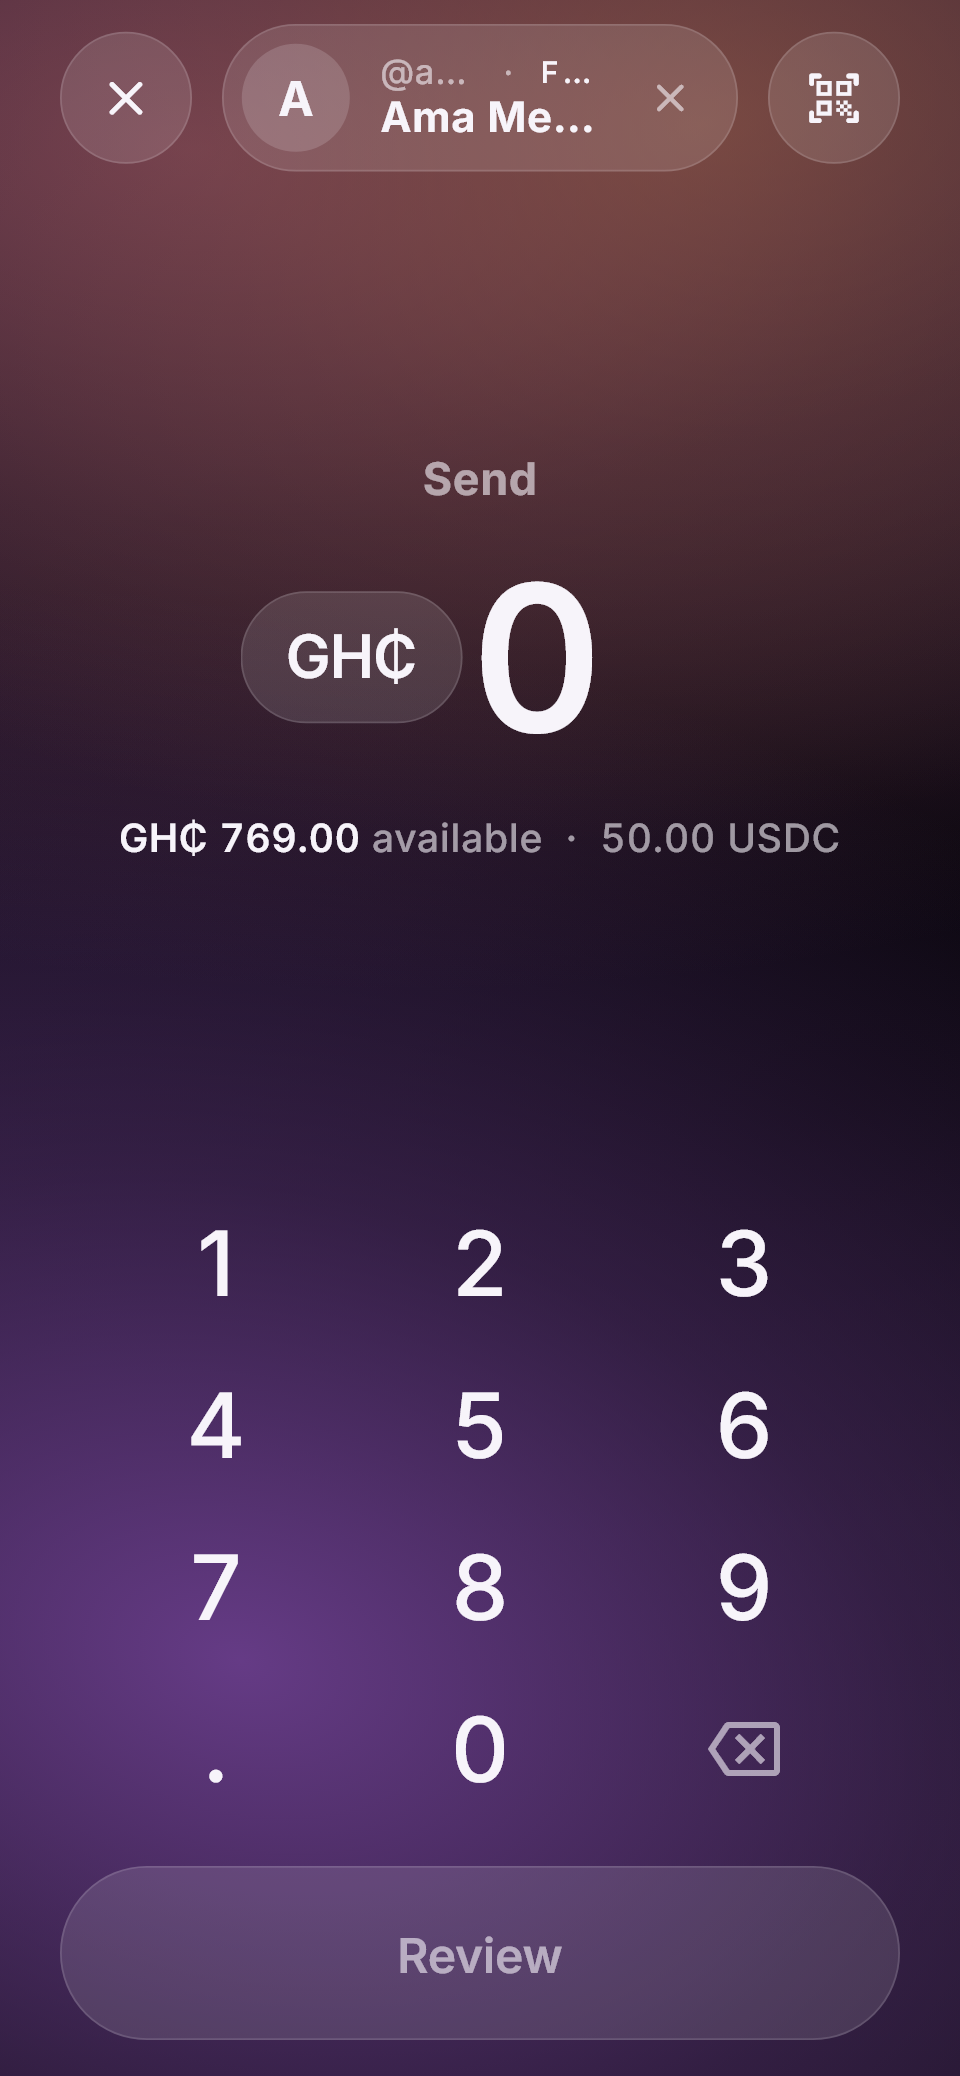 A
@a... · F...
Ama Me...
Send
GH₵ 0
GH₵ 769.00 available · 50.00 USDC
1 2 3
4 5 6
7 8 9
. 0
Review